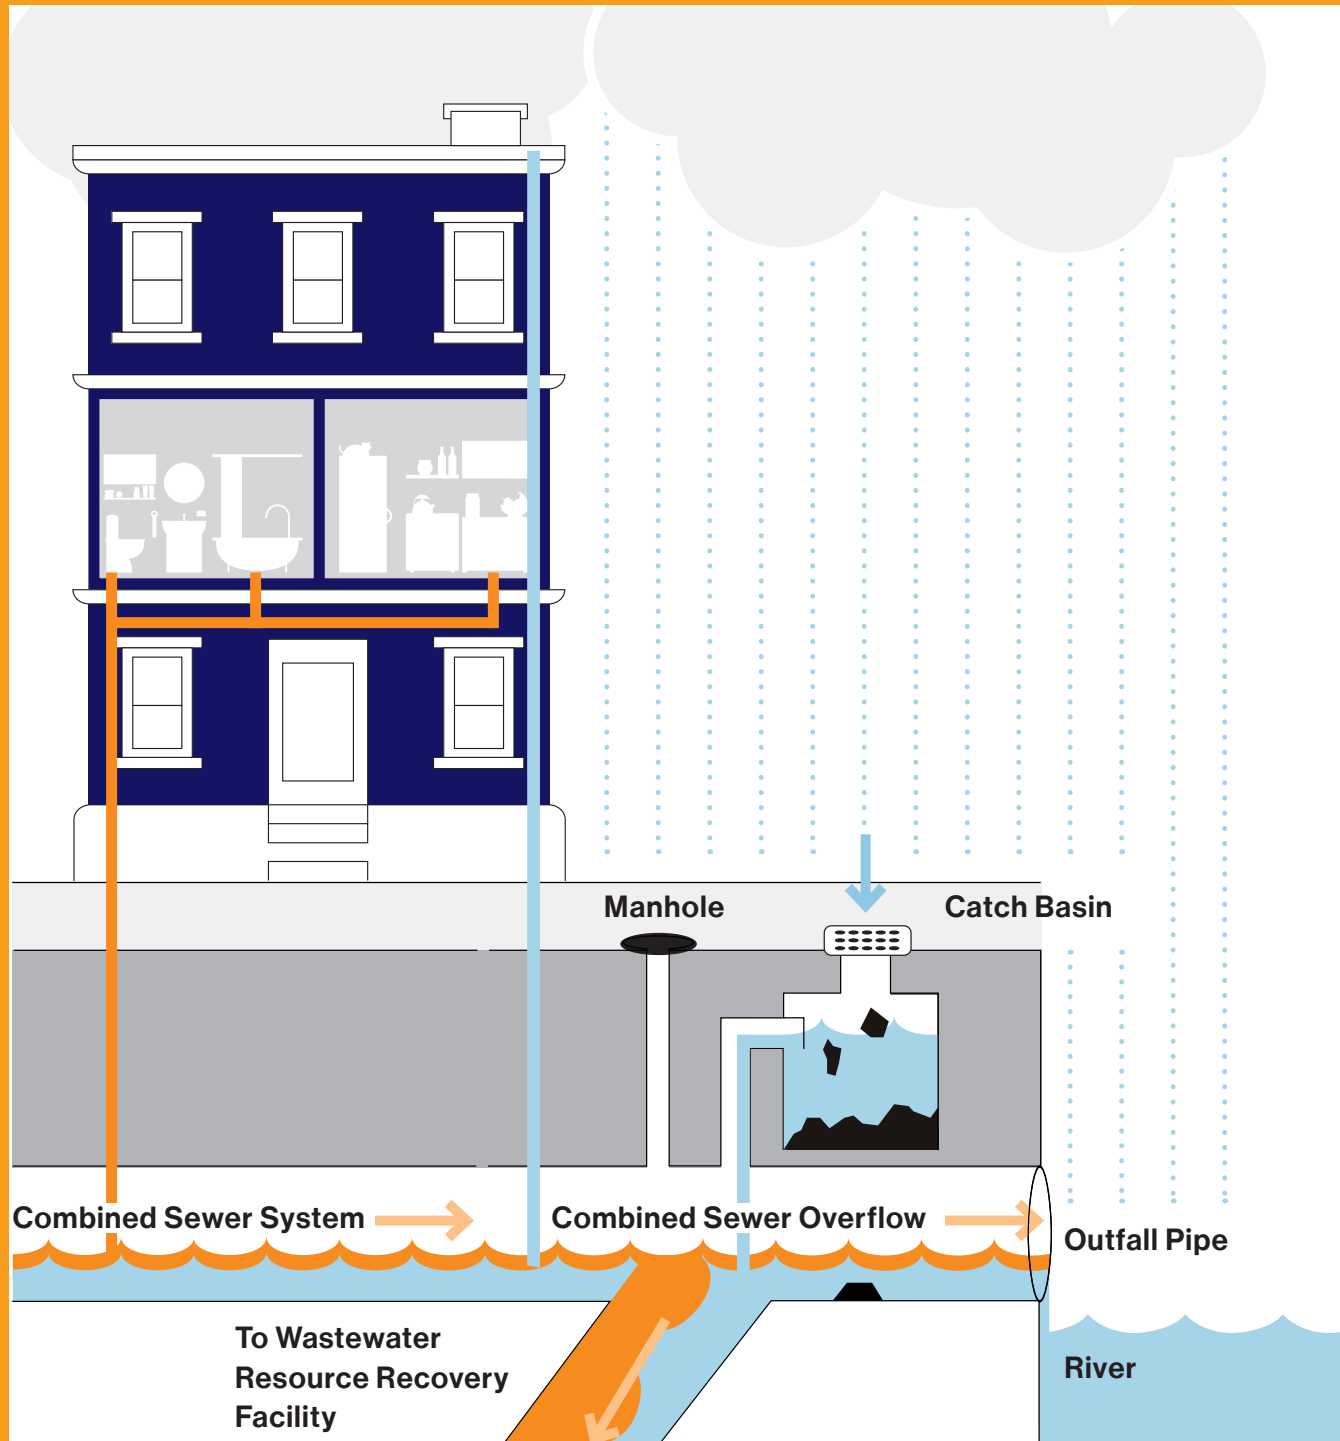 Manhole
Catch Basin
Combined Sewer System
Combined Sewer Overflow
Outfall Pipe
To Wastewater
Resource Recovery
Facility
River